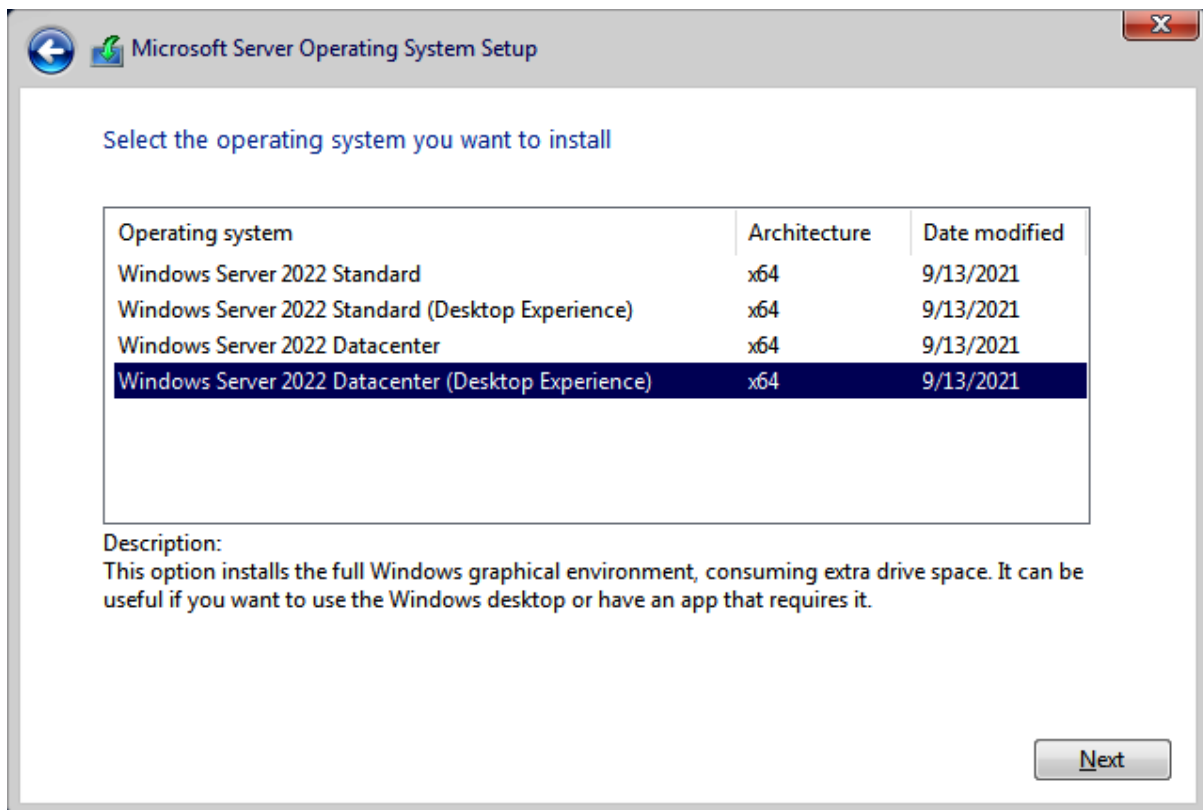 Microsoft Server Operating System Setup
Select the operating system you want to install
Operating system Architecture Date modified
Windows Server 2022 Standard x64 9/13/2021
Windows Server 2022 Standard (Desktop Experience) x64 9/13/2021
Windows Server 2022 Datacenter x64 9/13/2021
Windows Server 2022 Datacenter (Desktop Experience) x64 9/13/2021
Description:
This option installs the full Windows graphical environment, consuming extra drive space. It can be
useful if you want to use the Windows desktop or have an app that requires it.
Next